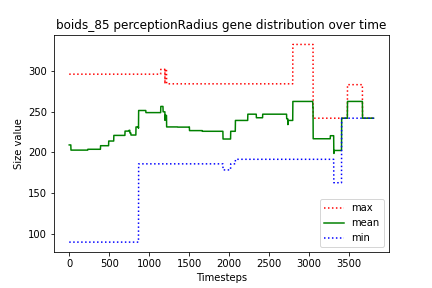 boids_85 perceptionRadius gene distribution over time
Size value
300
250
200
150
100
0
500
1000
1500
2000
2500
3000
3500
Timesteps
max
mean
min